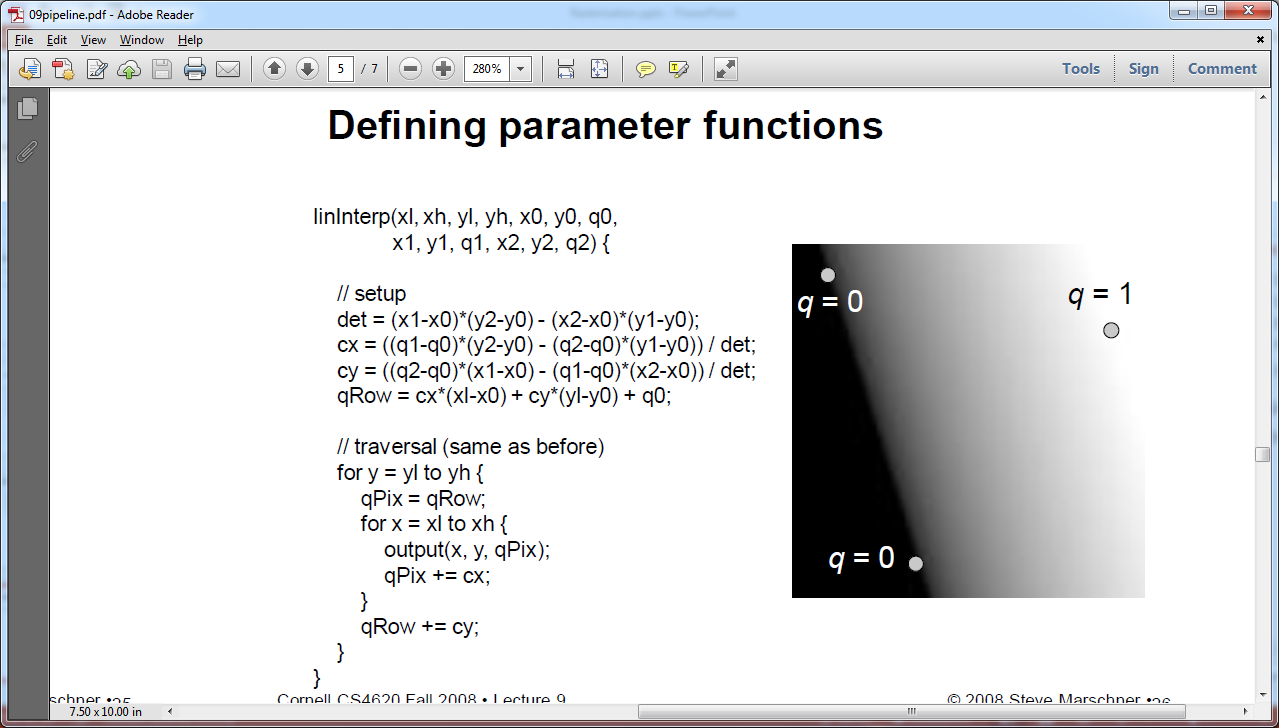 09pipeline.pdf - Adobe Reader
File Edit View Window Help
5 / 7 280% Tools Sign Comment
Defining parameter functions
linInterp(xl, xh, yl, yh, x0, y0, q0,
x1, y1, q1, x2, y2, q2) {
// setup
det = (x1-x0)*(y2-y0) - (x2-x0)*(y1-y0);
cx = ((q1-q0)*(y2-y0) - (q2-q0)*(y1-y0)) / det;
cy = ((q2-q0)*(x1-x0) - (q1-q0)*(x2-x0)) / det;
qRow = cx*(xl-x0) + cy*(yl-y0) + q0;
// traversal (same as before)
for y = yl to yh {
qPix = qRow;
for x = xl to xh {
output(x, y, qPix);
qPix += cx;
}
qRow += cy;
}
}
q = 0
q = 1
q = 0
schner •25 Cornell CS4620 Fall 2008 • Lecture 9 © 2008 Steve Marschner •26
7.50 x 10.00 in